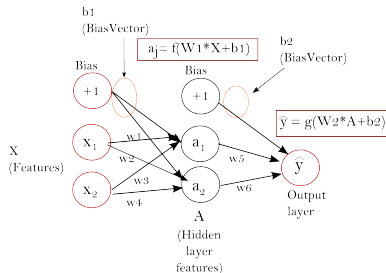 b1
(BiasVector)
aj= f(W1*X+b1)
b2
(BiasVector)
Bias
Bias
+1
+1
ŷ = g(W2*A+b2)
X
(Features)
x1
w1
a1
w5
w2
ŷ
w3
x2
w4
a2
w6
Output
layer
A
(Hidden
layer
features)